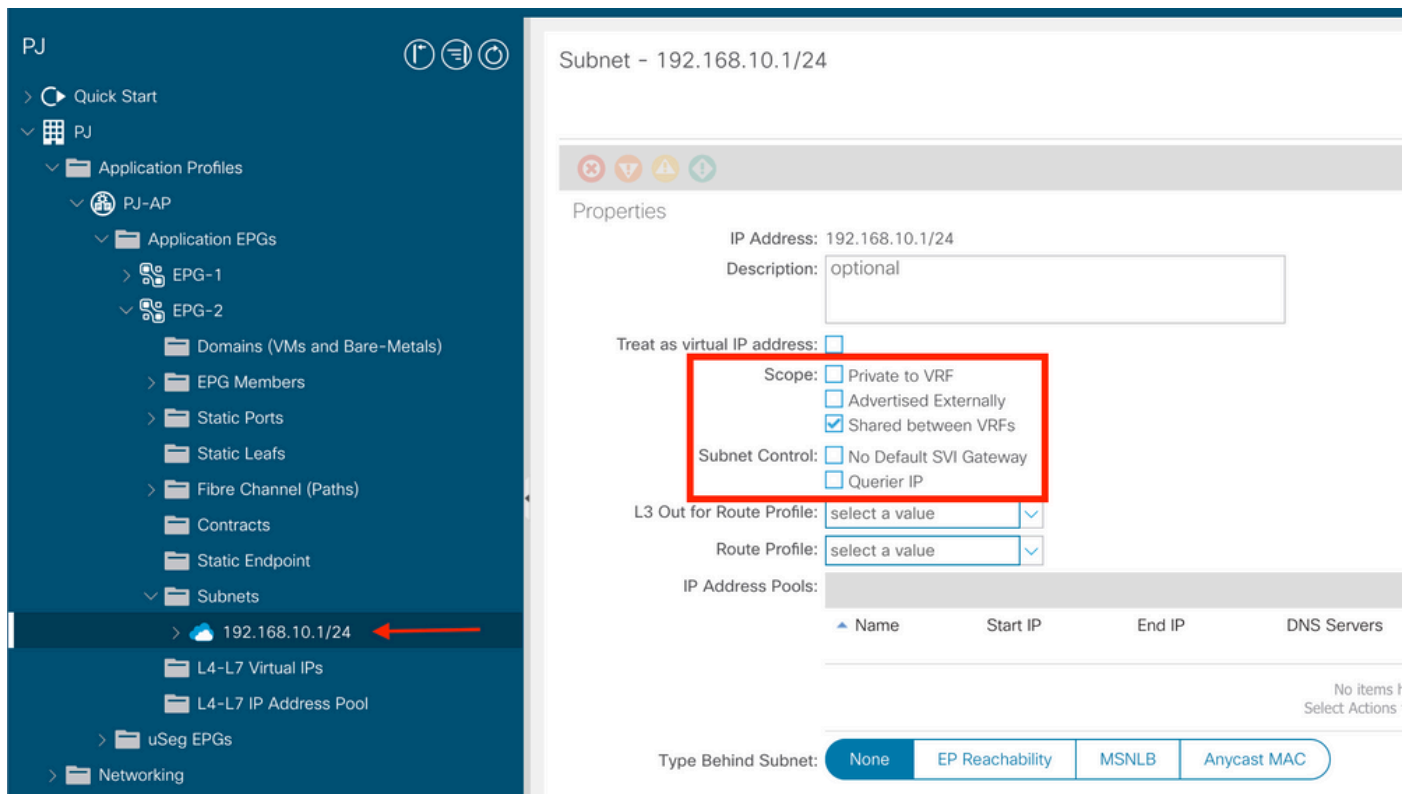 PJ
Quick Start
PJ
Application Profiles
PJ-AP
Application EPGs
EPG-1
EPG-2
Domains (VMs and Bare-Metals)
EPG Members
Static Ports
Static Leafs
Fibre Channel (Paths)
Contracts
Static Endpoint
Subnets
192.168.10.1/24
L4-L7 Virtual IPs
L4-L7 IP Address Pool
uSeg EPGs
Networking
Subnet - 192.168.10.1/24
Properties
IP Address: 192.168.10.1/24
Description: optional
Treat as virtual IP address:
Scope: Private to VRF
Advertised Externally
Shared between VRFs
Subnet Control: No Default SVI Gateway
Querier IP
L3 Out for Route Profile: select a value
Route Profile: select a value
IP Address Pools:
Name Start IP End IP DNS Servers
No items
Select Actions
Type Behind Subnet: None EP Reachability MSNLB Anycast MAC